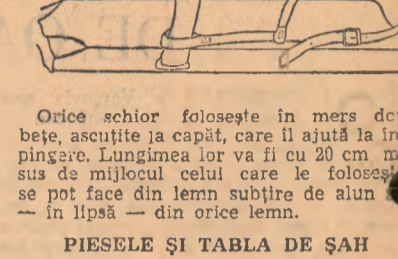 Orice schior folosește în mers do
bețe, ascuțite la capăt, care îl ajută la în
pingere. Lungimea lor va fi cu 20 cm m
sus de mijlocul celui care le foloseș
se pot face din lemn subțire de alun
— în lipsă — din orice lemn.
PIESELE ȘI TABLA DE ȘAH